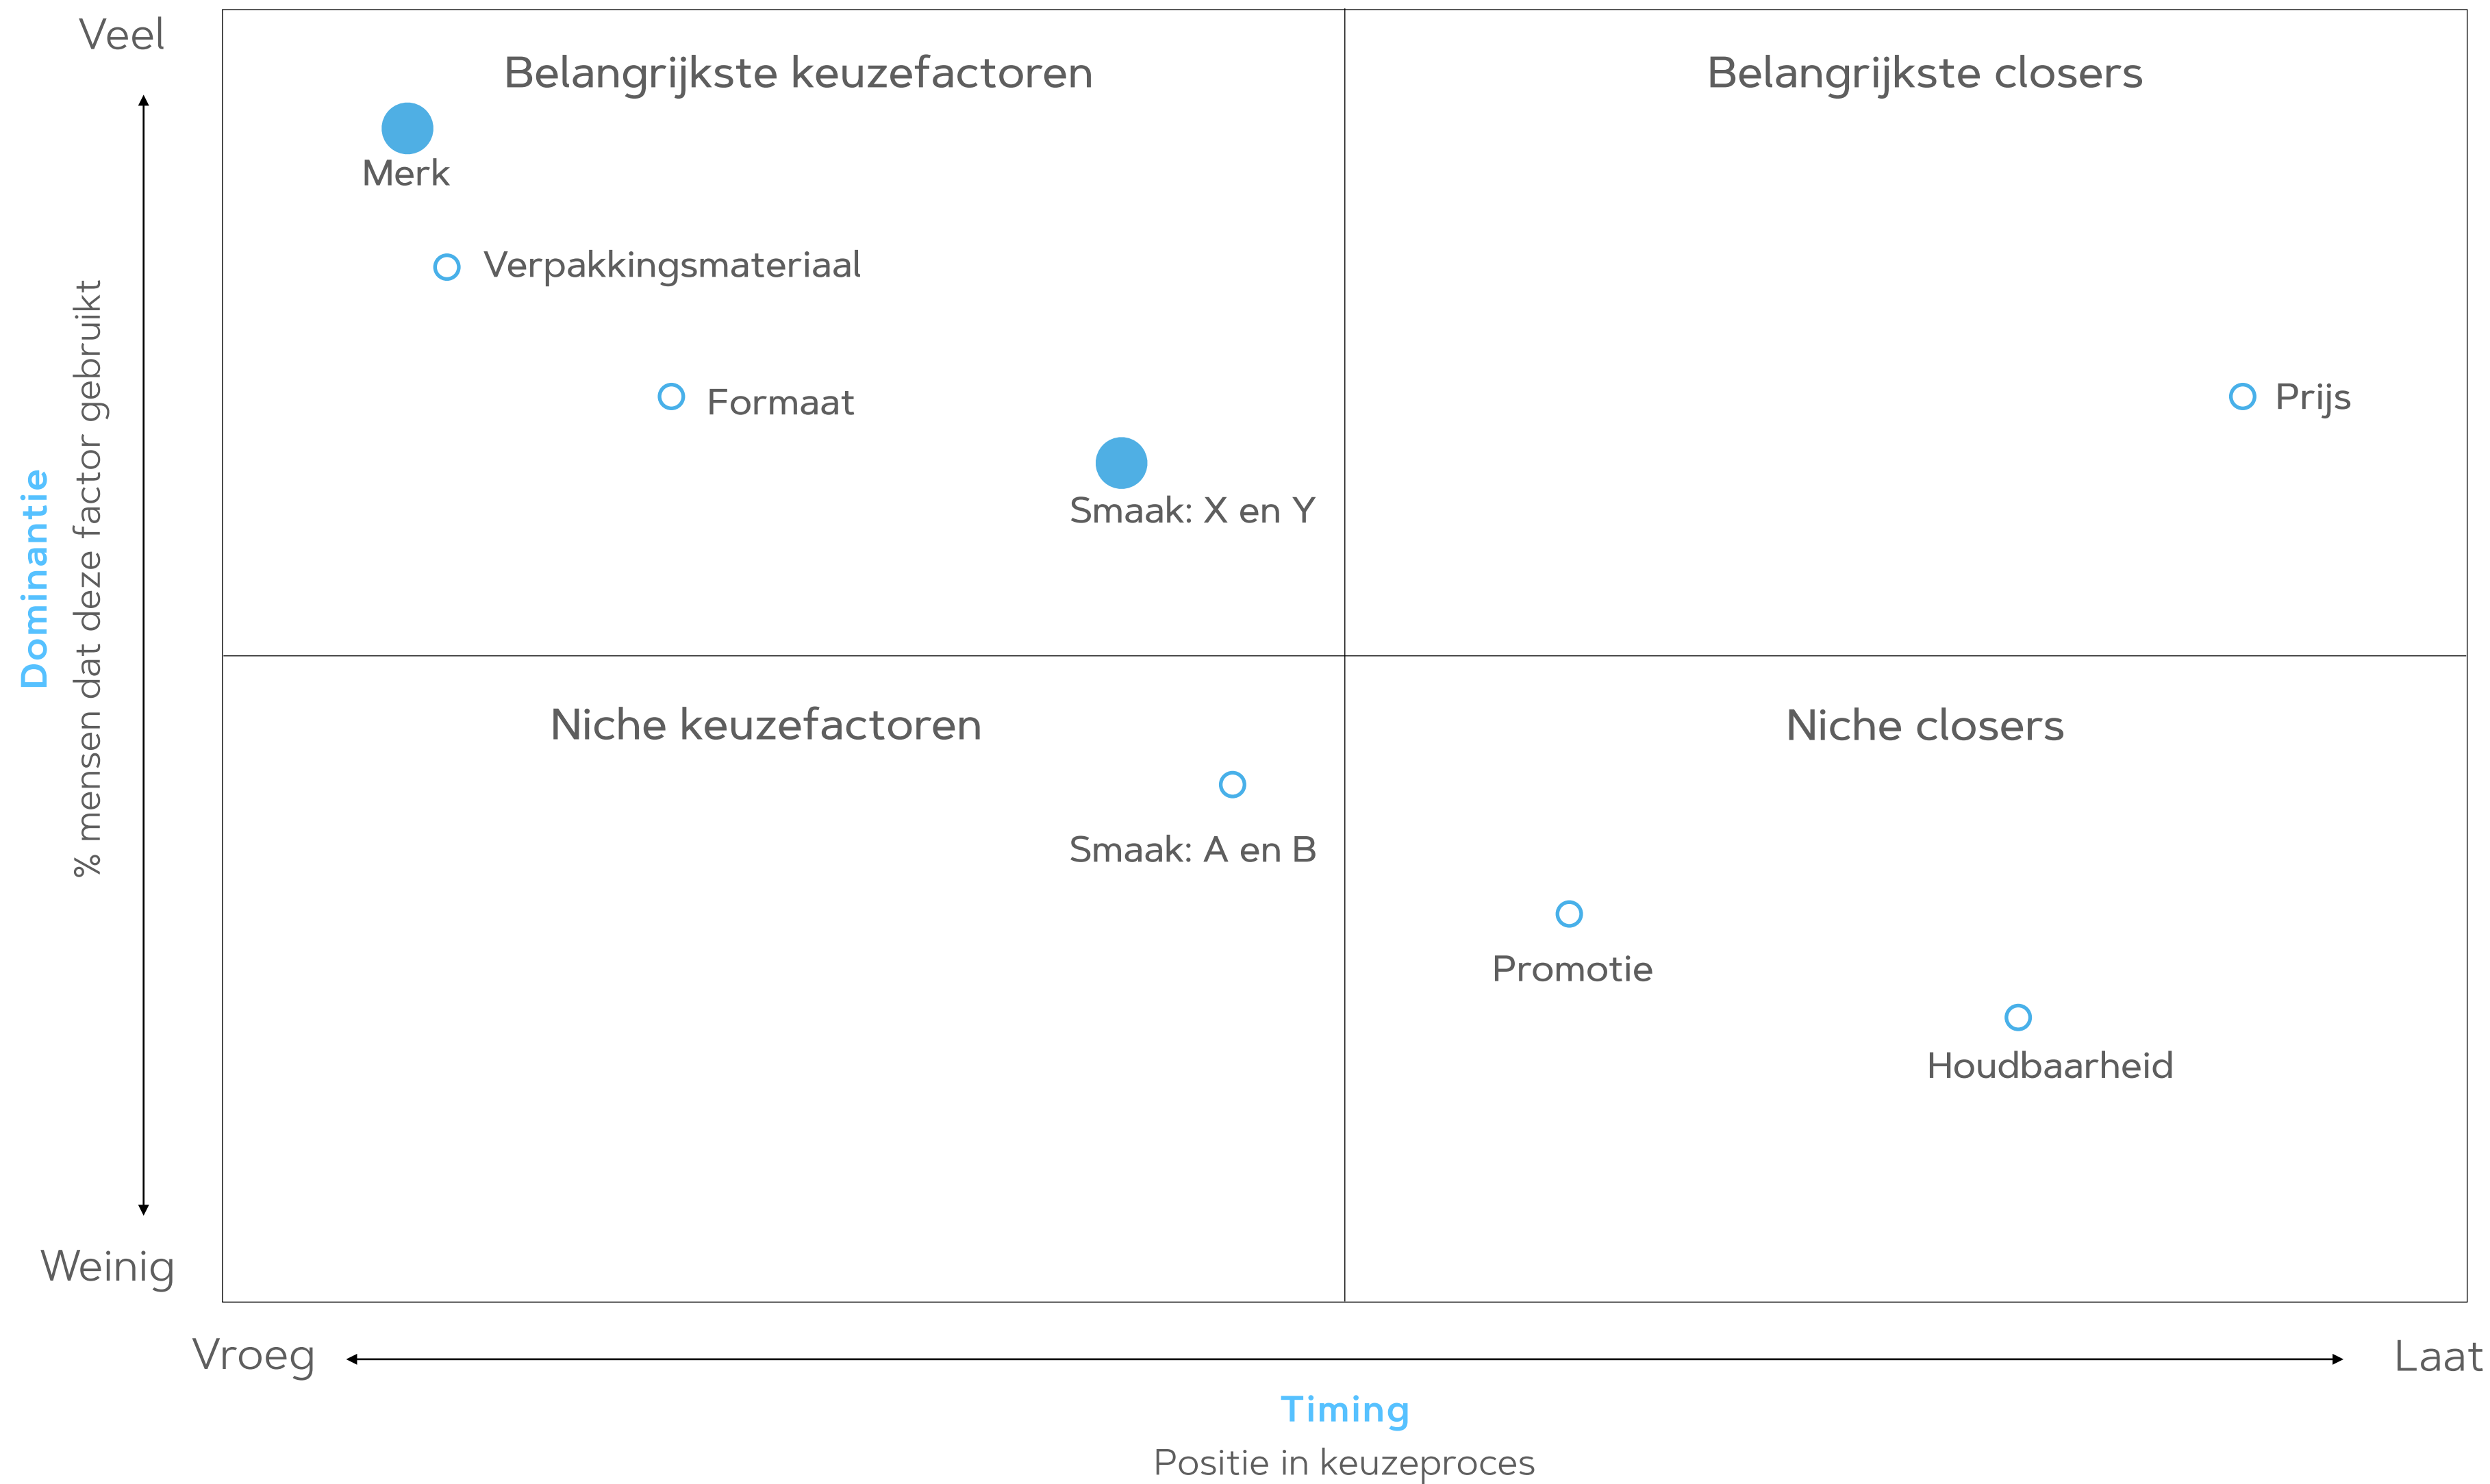 Veel
Belangrijkste keuzefactoren
Belangrijkste closers
Merk
Verpakkingsmateriaal
Formaat
Prijs
Smaak: X en Y
Dominantie
% mensen dat deze factor gebruikt
Niche keuzefactoren
Niche closers
Smaak: A en B
Promotie
Houdbaarheid
Weinig
Vroeg
Laat
Timing
Positie in keuzeproces